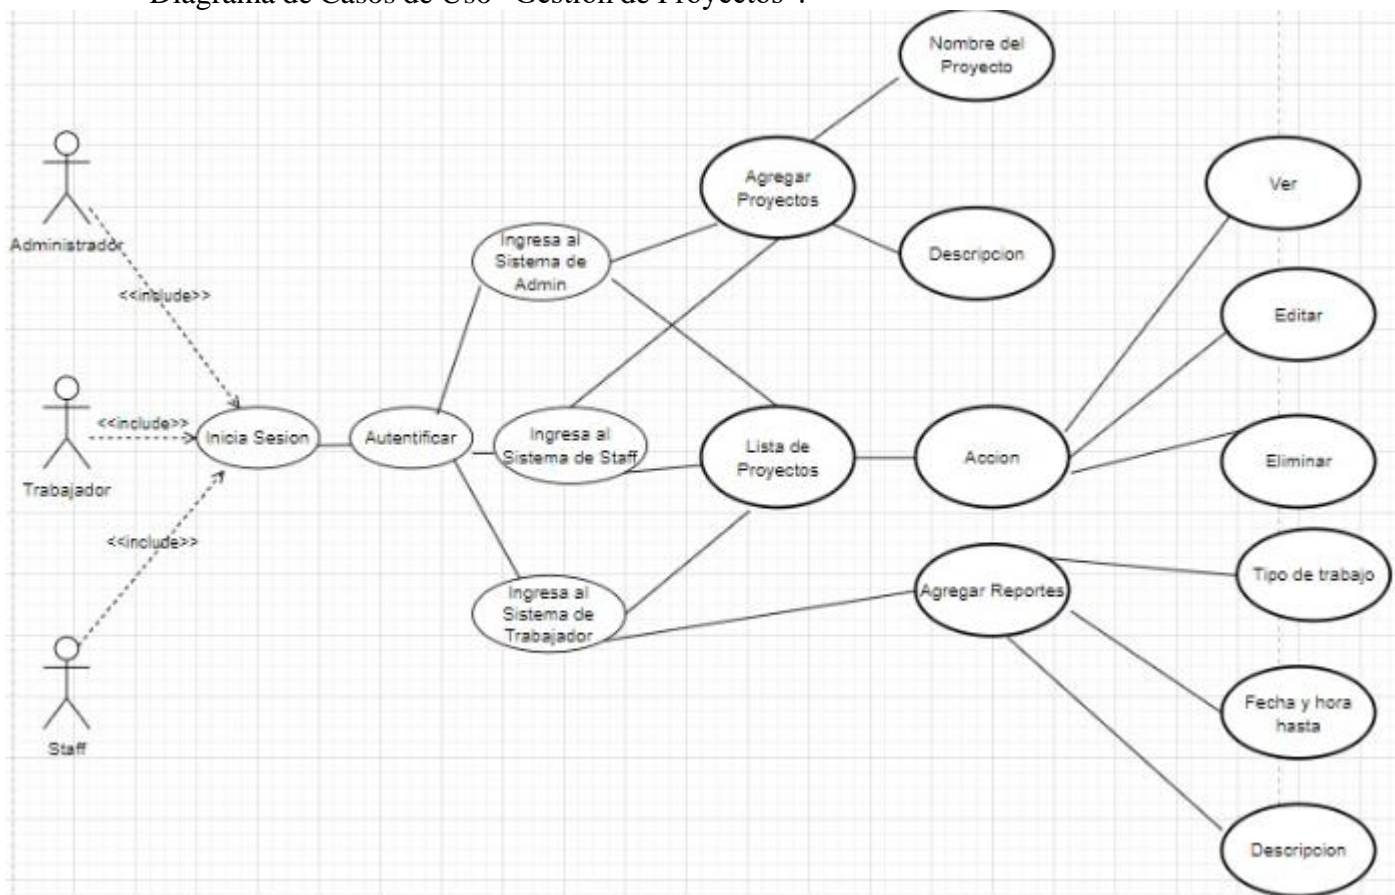 Diagrama de Casos de Uso "Gestión de Proyectos".
Nombre del
Proyecto
Agregar
Proyectos
Ver
Administrador
Ingresa al
Sistema de
Admin
Descripcion
<<include>>
Editar
<<include>>
Inicia Sesion
Autentificar
Ingresa al
Sistema de Staff
Lista de
Proyectos
Accion
Eliminar
Trabajador
<<include>>
Ingresa al
Sistema de
Trabajador
Agregar Reportes
Tipo de trabajo
Fecha y hora
hasta
Staff
Descripcion